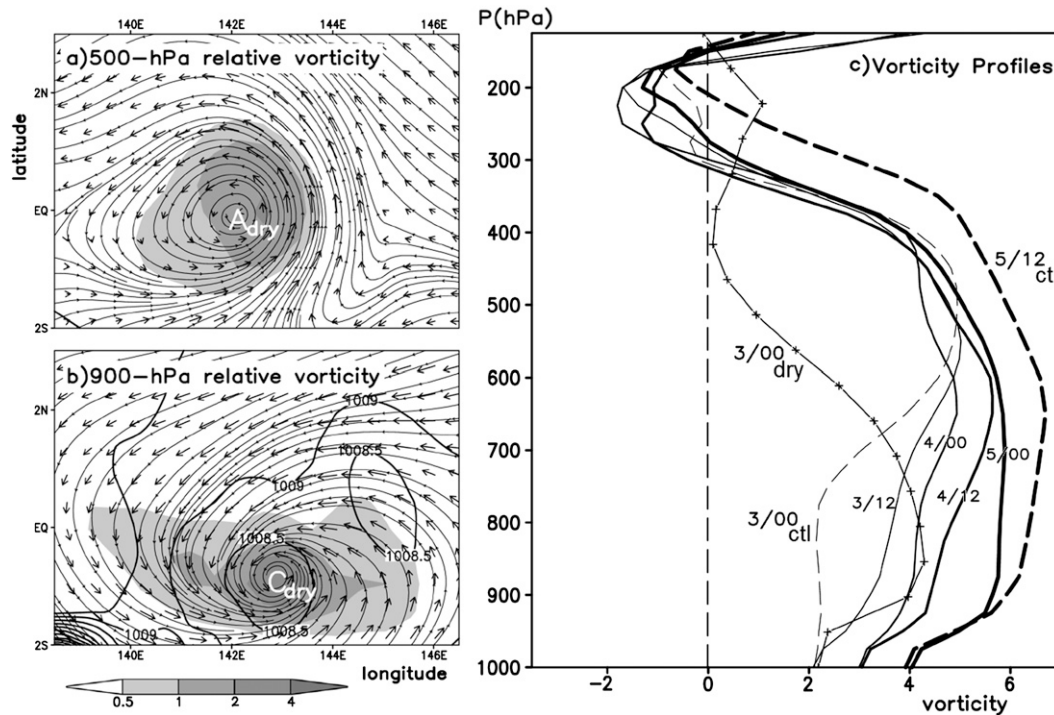 140E 142E 144E 146E
a)500-hPa relative vorticity
2N
latitude
EQ
A dry
2S
b)900-hPa relative vorticity
1009
2N
1008.5
1009
EQ
1008.5
1008.5
C dry
1009
1008.5
2S
140E 142E 144E 146E
longitude
0.5 1 2 4
P(hPa)
c)Vorticity Profiles
200
300
400
5/12 ctl
500
3/00 dry
600
700
4/00
5/00
3/12
4/12
800
3/00 ctl
900
1000
-2 0 2 4 6
vorticity